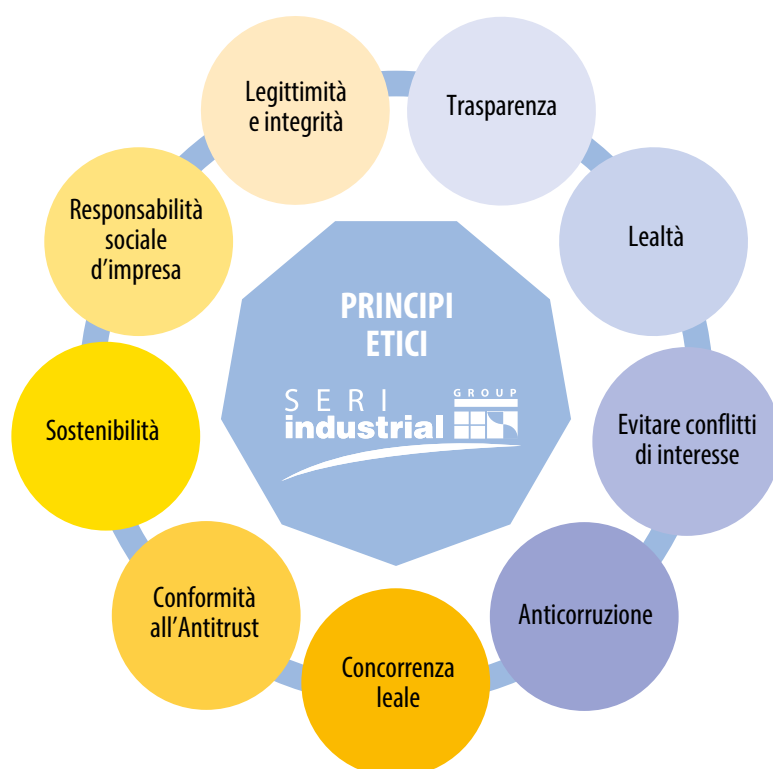 Legittimità
e integrità
Trasparenza
Lealtà
Evitare conflitti
di interesse
Anticorruzione
Concorrenza
leale
Conformità
all’Antitrust
Sostenibilità
Responsabilità
sociale
d’impresa
PRINCIPI
ETICI
SERI
industrial
GROUP